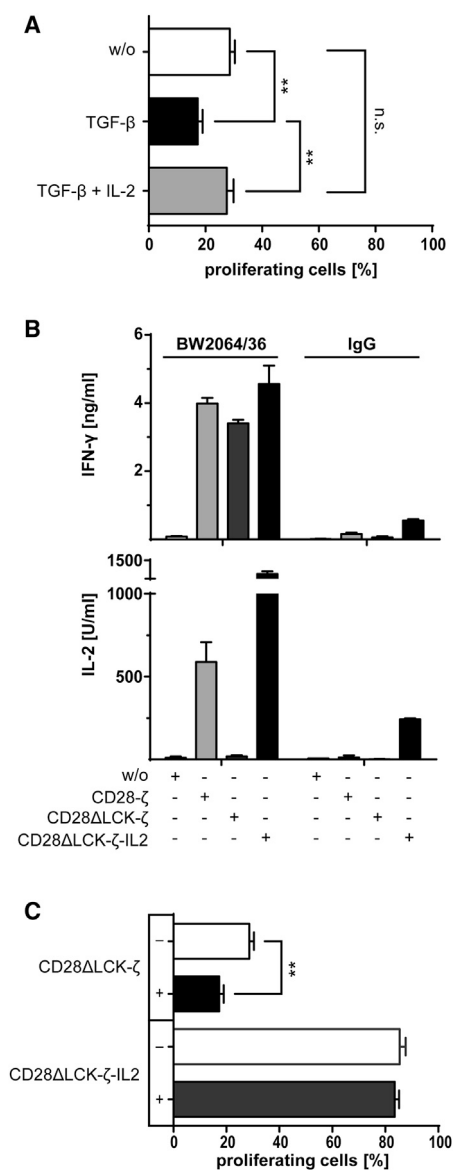 A
w/o
TGF-β
TGF-β + IL-2
**
**
n.s.
0 20 40 60 80 100
proliferating cells [%]
B
BW2064/36 IgG
IFN-γ [ng/ml]
6
4
2
IL-2 [U/ml]
1500
1000
500
w/o + - - - + - - -
CD28-ζ - + - - - + - -
CD28ΔLCK-ζ - - + - - - + -
CD28ΔLCK-ζ-IL2 - - - + - - - +
C
CD28ΔLCK-ζ
−
+
**
CD28ΔLCK-ζ-IL2
−
+
0 20 40 60 80 100
proliferating cells [%]